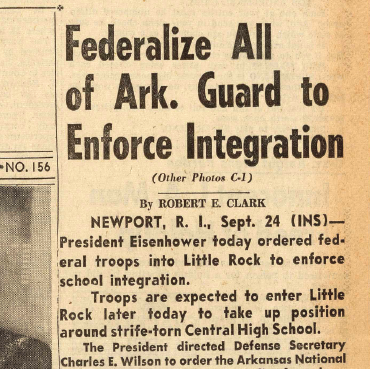 Federalize All
of Ark. Guard to
Enforce Integration
(Other Photos C-1)
By ROBERT E. CLARK
NEWPORT, R. I., Sept. 24 (INS)—
President Eisenhower today ordered fed-
eral troops into Little Rock to enforce
school integration.
Troops are expected to enter Little
Rock later today to take up position
around strife-torn Central High School.
The President directed Defense Secretary
Charles E. Wilson to order the Arkansas National
NO. 156